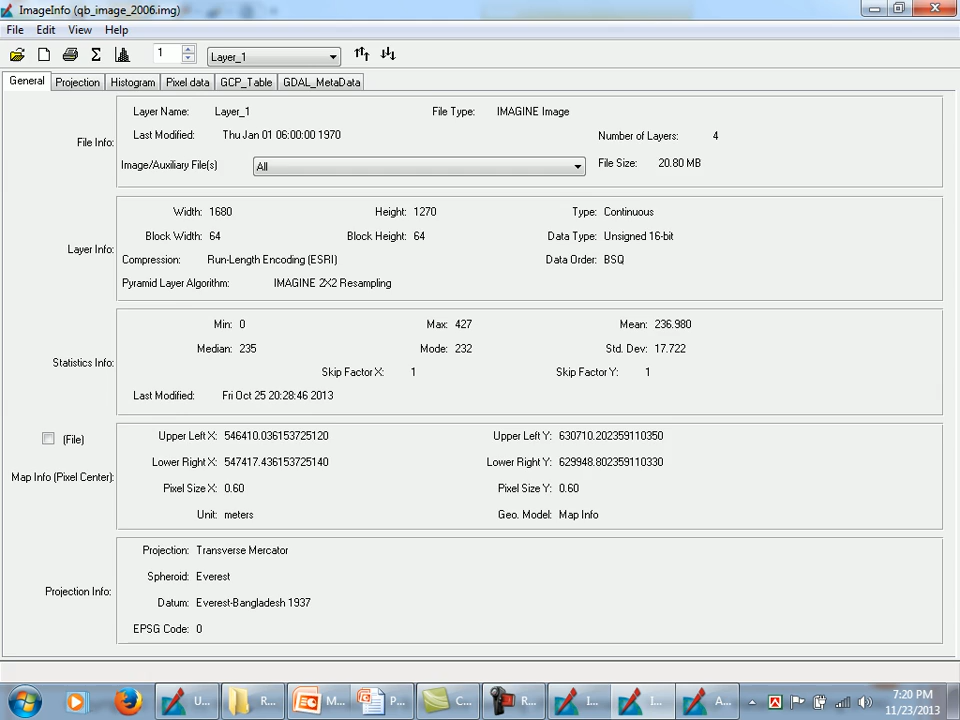 ImageInfo (qb_image_2006.img)
File Edit View Help
Σ 1 Layer_1
General Projection Histogram Pixel data GCP_Table GDAL_MetaData
Layer Name: Layer_1 File Type: IMAGINE Image
File Info: Last Modified: Thu Jan 01 06:00:00 1970 Number of Layers: 4
Image/Auxiliary File(s) All File Size: 20.80 MB
Width: 1680 Height: 1270 Type: Continuous
Block Width: 64 Block Height: 64 Data Type: Unsigned 16-bit
Layer Info: Compression: Run-Length Encoding (ESRI) Data Order: BSQ
Pyramid Layer Algorithm: IMAGINE 2X2 Resampling
Min: 0 Max: 427 Mean: 236.980
Median: 235 Mode: 232 Std. Dev: 17.722
Statistics Info: Skip Factor X: 1 Skip Factor Y: 1
Last Modified: Fri Oct 25 20:28:46 2013
(File) Upper Left X: 546410.036153725120 Upper Left Y: 630710.202359110350
Lower Right X: 547417.436153725140 Lower Right Y: 629948.802359110330
Map Info (Pixel Center): Pixel Size X: 0.60 Pixel Size Y: 0.60
Unit: meters Geo. Model: Map Info
Projection: Transverse Mercator
Spheroid: Everest
Projection Info: Datum: Everest-Bangladesh 1937
EPSG Code: 0
U... R... M... P... C... R... I... I... A... 7:20 PM
11/23/2013